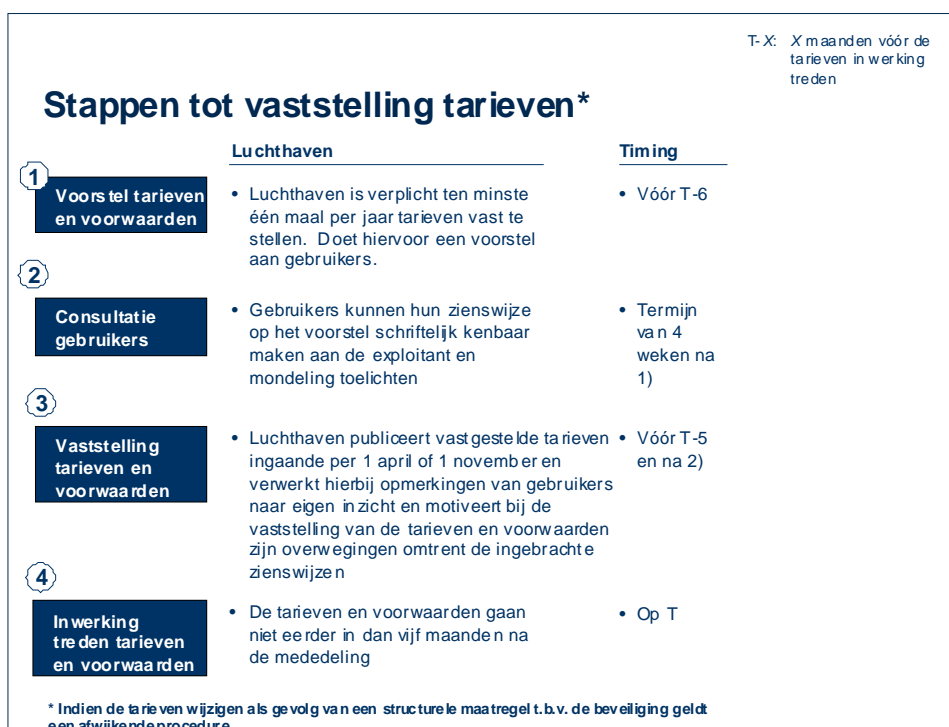 T-X: X maanden vóór de
tarieven in werking
treden
Stappen tot vaststelling tarieven*
Luchthaven
Timing
1
Voorstel tarieven
en voorwaarden
• Luchthaven is verplicht ten minste
één maal per jaar tarieven vast te
stellen. Doet hiervoor een voorstel
aan gebruikers.
• Vóór T-6
2
Consultatie
gebruikers
• Gebruikers kunnen hun zienswijze
op het voorstel schriftelijk kenbaar
maken aan de exploitant en
mondeling toelichten
• Termijn
van 4
weken na
1)
3
Vaststelling
tarieven en
voorwaarden
• Luchthaven publiceert vastgestelde tarieven
ingaande per 1 april of 1 november en
verwerkt hierbij opmerkingen van gebruikers
naar eigen inzicht en motiveert bij de
vaststelling van de tarieven en voorwaarden
zijn overwegingen omtrent de ingebrachte
zienswijzen
• Vóór T-5
en na 2)
4
Inwerking
treden tarieven
en voorwaarden
• De tarieven en voorwaarden gaan
niet eerder in dan vijf maanden na
de mededeling
• Op T
* Indien de tarieven wijzigen als gevolg van een structurele maatregel t.b.v. de beveiliging geldt
een afwijkende procedure